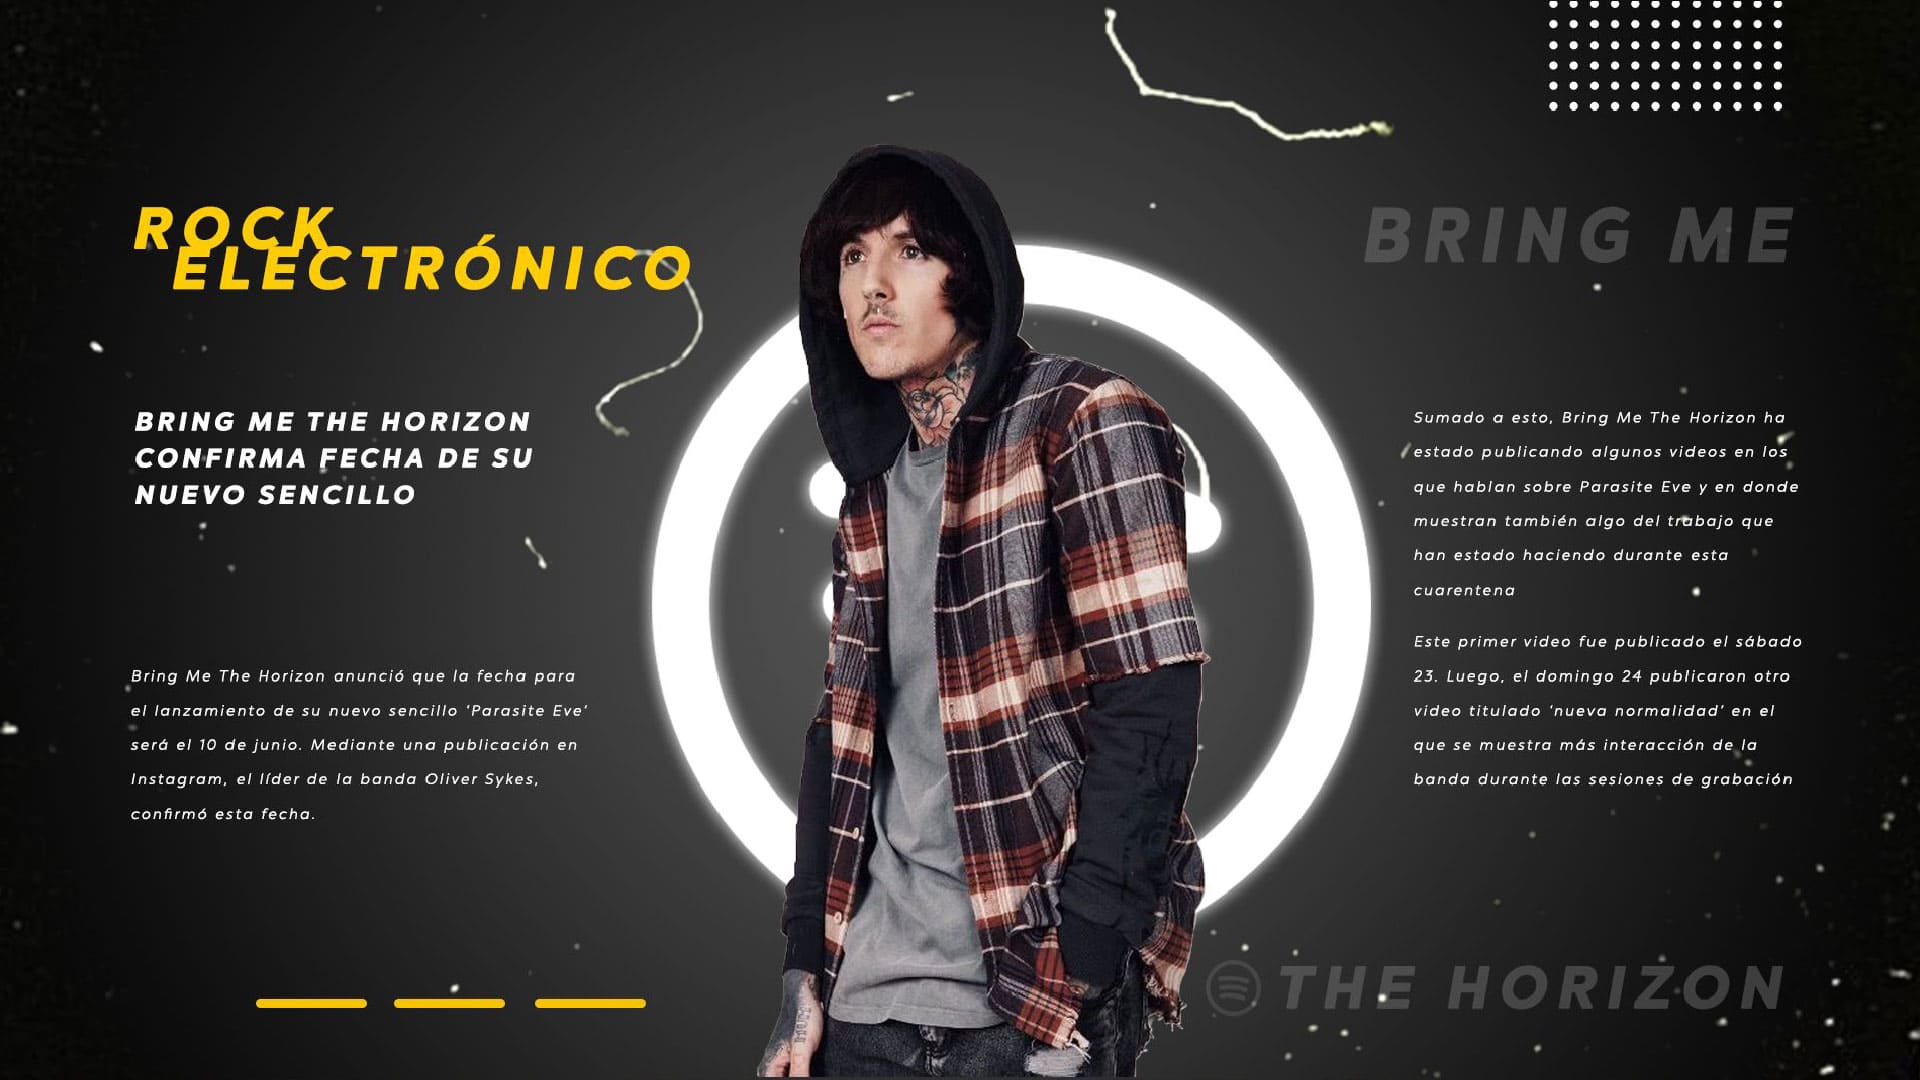 ROCK
ELECTRÓNICO
BRING ME THE HORIZON
CONFIRMA FECHA DE SU
NUEVO SENCILLO
Bring Me The Horizon anunció que la fecha para
el lanzamiento de su nuevo sencillo 'Parasite Eve'
será el 10 de junio. Mediante una publicación en
Instagram, el líder de la banda Oliver Sykes,
confirmó esta fecha.
BRING ME
Sumado a esto, Bring Me The Horizon ha
estado publicando algunos videos en los
que hablan sobre Parasite Eve y en donde
muestran también algo del trabajo que
han estado haciendo durante esta
cuarentena
Este primer video fue publicado el sábado
23. Luego, el domingo 24 publicaron otro
video titulado 'nueva normalidad' en el
que se muestra más interacción de la
banda durante las sesiones de grabación
THE HORIZON